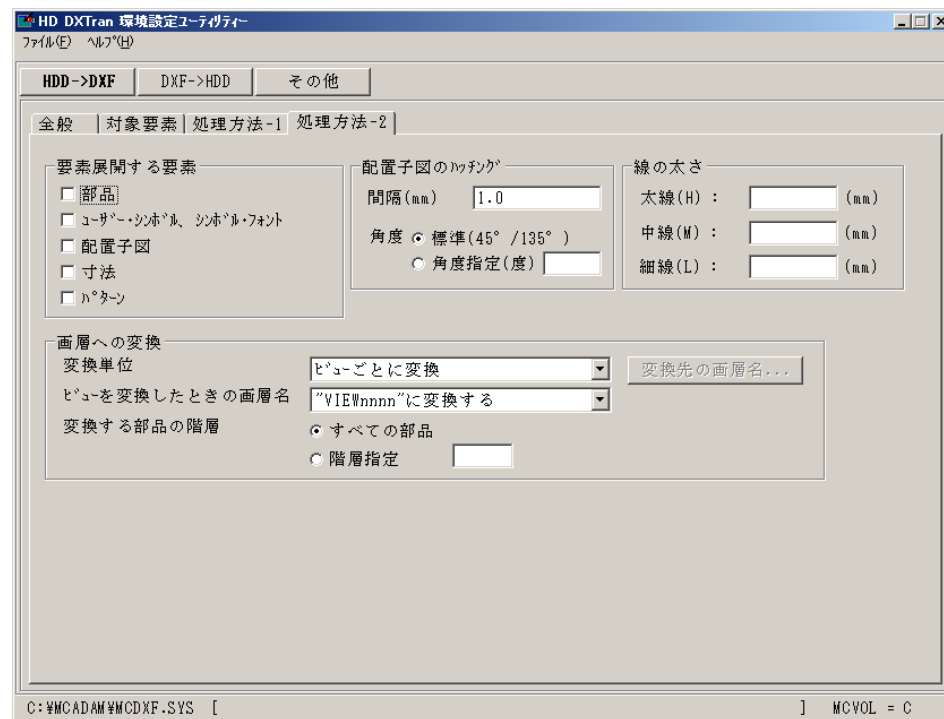 HD DXTran 環境設定ﾕｰﾃｨﾘﾃｨｰ
ﾌｧｲﾙ(F) ﾍﾙﾌﾟ(H)
HDD->DXF DXF->HDD その他
全般 対象要素 処理方法-1 処理方法-2
要素展開する要素
部品
ﾕｰｻﾞｰ･ｼﾝﾎﾞﾙ、ｼﾝﾎﾞﾙ･ﾌｫﾝﾄ
配置子図
寸法
ﾊﾟﾀｰﾝ
配置子図のﾊｯﾁﾝｸﾞ
間隔(mm) 1.0
角度 標準(45°/135°)
角度指定(度)
線の太さ
太線(H) : (mm)
中線(M) : (mm)
細線(L) : (mm)
画層への変換
変換単位 ﾋﾞｭｰごとに変換 変換先の画層名...
ﾋﾞｭｰを変換したときの画層名 "VIEWnnnn"に変換する
変換する部品の階層 すべての部品
階層指定
C:¥MCADAM¥MCDXF.SYS [ ] MCVOL = C